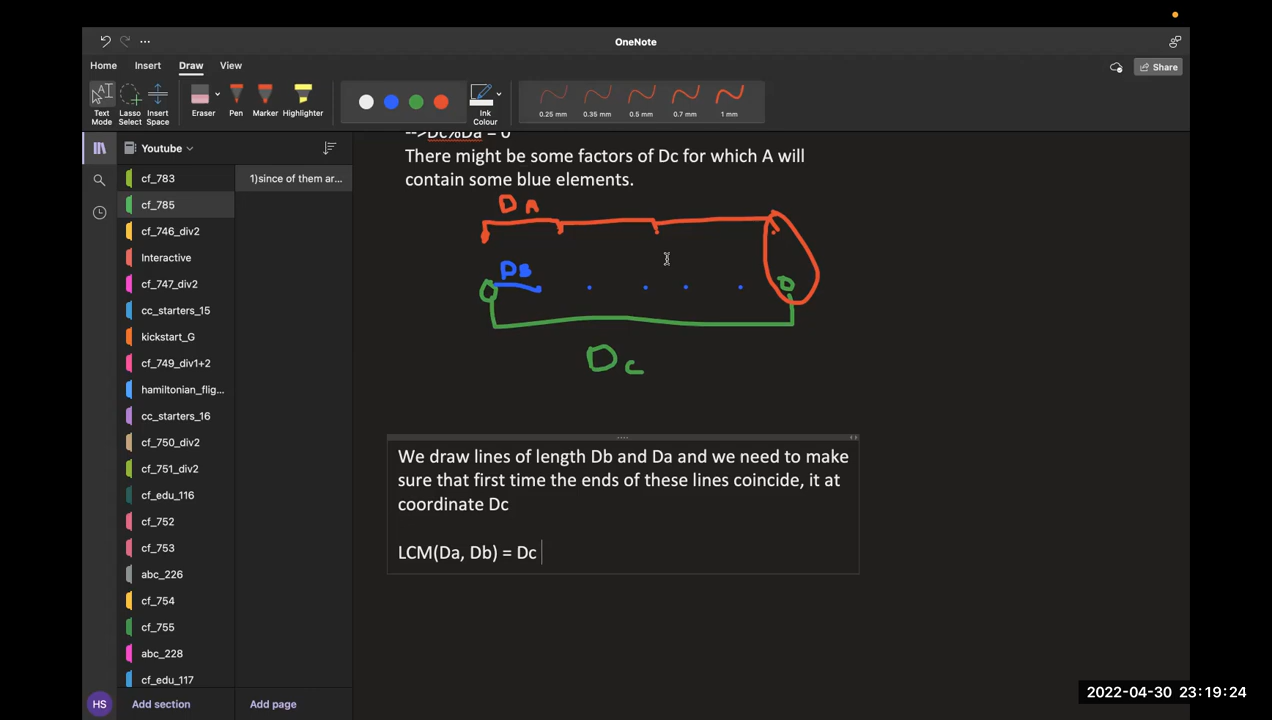 OneNote
Home Insert Draw View
Share
Text Mode
Lasso Select
Insert Space
Eraser
Pen
Marker
Highlighter
Ink Colour
0.25 mm
0.35 mm
0.5 mm
0.7 mm
1 mm
Youtube
cf_783
cf_785
cf_746_div2
Interactive
cf_747_div2
cc_starters_15
kickstart_G
cf_749_div1+2
hamiltonian_flig...
cc_starters_16
cf_750_div2
cf_751_div2
cf_edu_116
cf_752
cf_753
abc_226
cf_754
cf_755
abc_228
cf_edu_117
HS
Add section
1)since of them ar...
Add page
-->Dc%Da = 0
There might be some factors of Dc for which A will
contain some blue elements.
DA
DB
Dc
We draw lines of length Db and Da and we need to make
sure that first time the ends of these lines coincide, it at
coordinate Dc
LCM(Da, Db) = Dc
2022-04-30 23:19:24